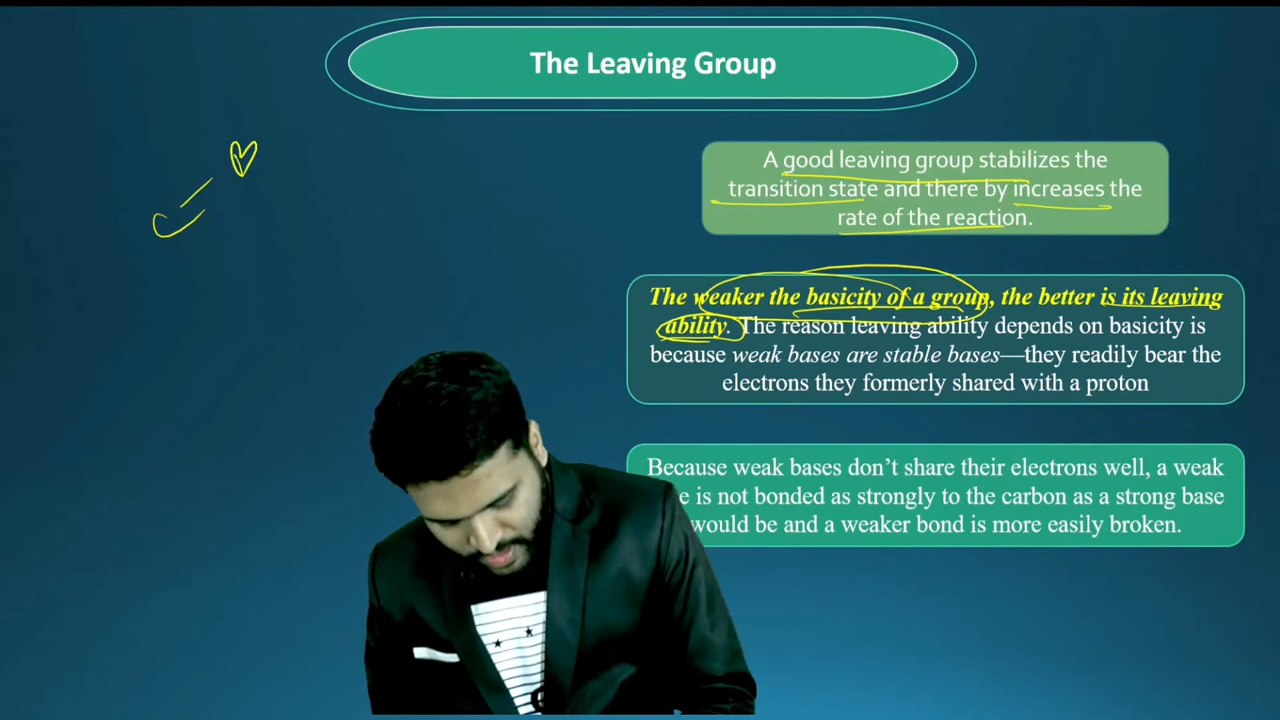 The Leaving Group
A good leaving group stabilizes the
transition state and there by increases the
rate of the reaction.
The weaker the basicity of a group, the better is its leaving
ability. The reason leaving ability depends on basicity is
because weak bases are stable bases—they readily bear the
electrons they formerly shared with a proton
Because weak bases don't share their electrons well, a weak
e is not bonded as strongly to the carbon as a strong base
would be and a weaker bond is more easily broken.